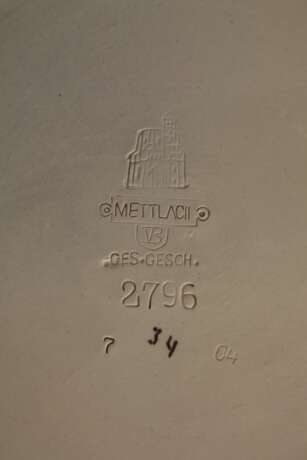 METTLACH
VB
GES. GESCH.
2796
7 34 04